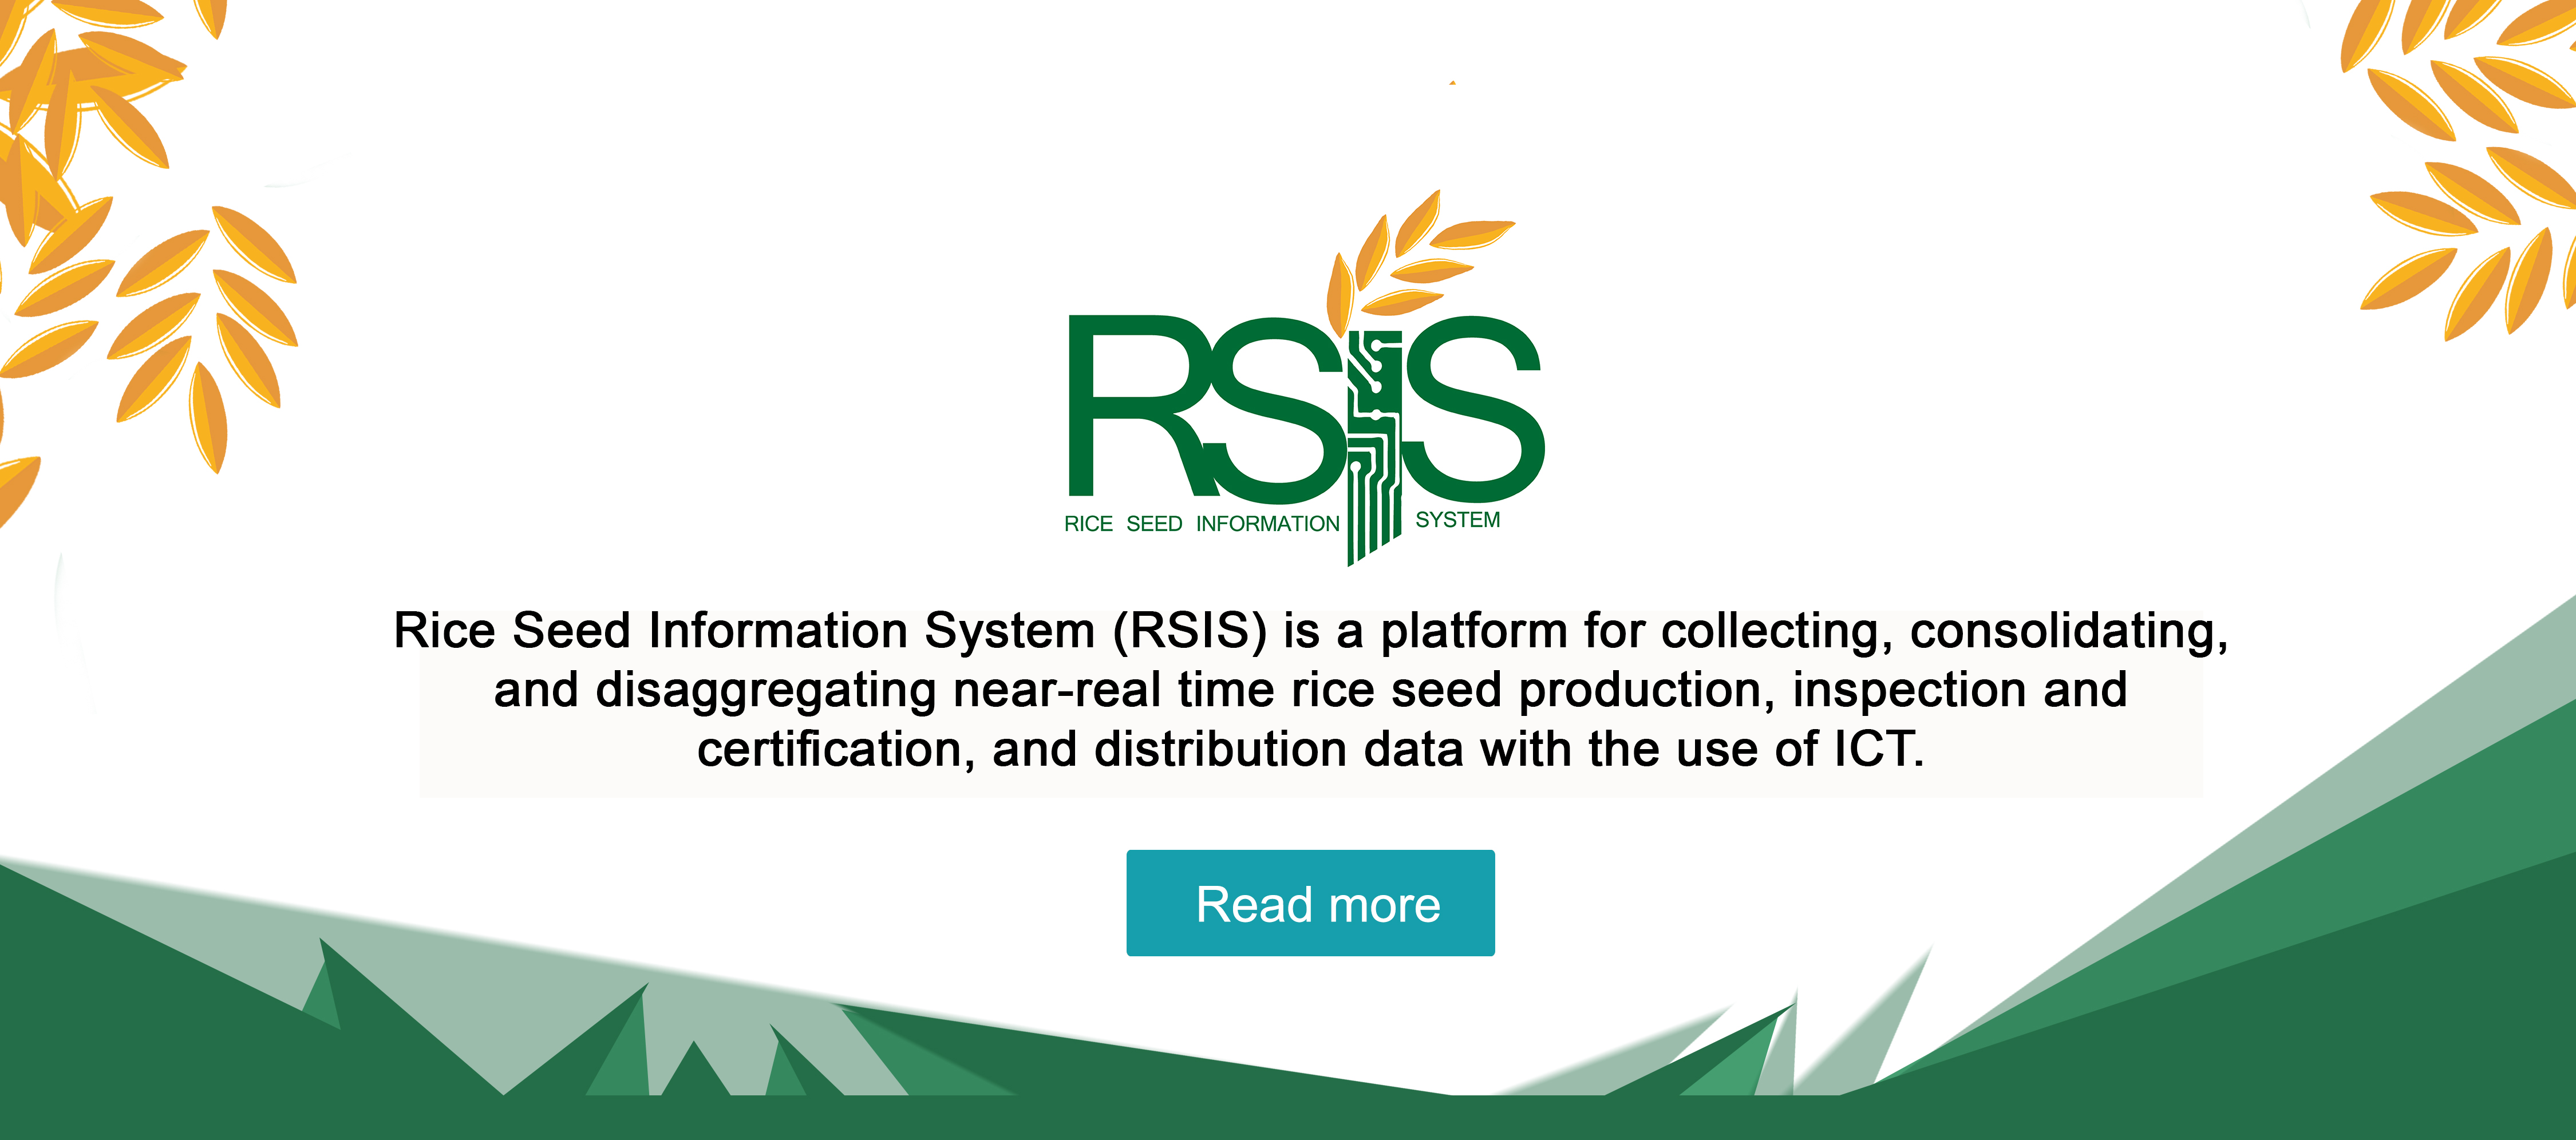 RSIS
RICE SEED INFORMATION SYSTEM
Rice Seed Information System (RSIS) is a platform for collecting, consolidating,
and disaggregating near-real time rice seed production, inspection and
certification, and distribution data with the use of ICT.
Read more